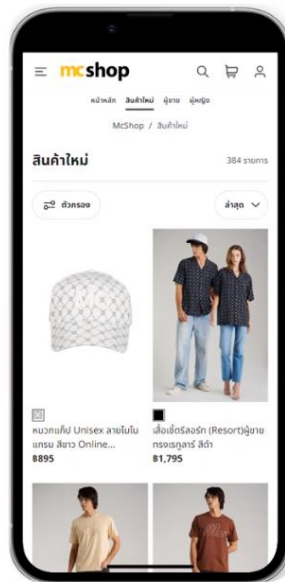 mcshop
หน้าหลัก สินค้าใหม่ ผู้ชาย ผู้หญิง
McShop / สินค้าใหม่
สินค้าใหม่ 384 รายการ
ตัวกรอง ล่าสุด
MC
หมวกแก๊ป Unisex ลายโมโน
แกรม สีขาว Online...
฿895
เสื้อเชิ้ตรีสอร์ท (Resort)ผู้ชาย
ทรงเรกูลาร์ สีดำ
฿1,795